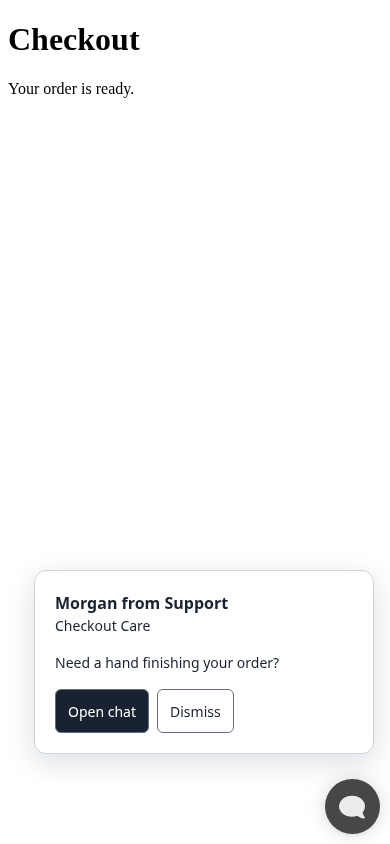 Checkout
Your order is ready.
Morgan from Support
Checkout Care
Need a hand finishing your order?
Open chat Dismiss